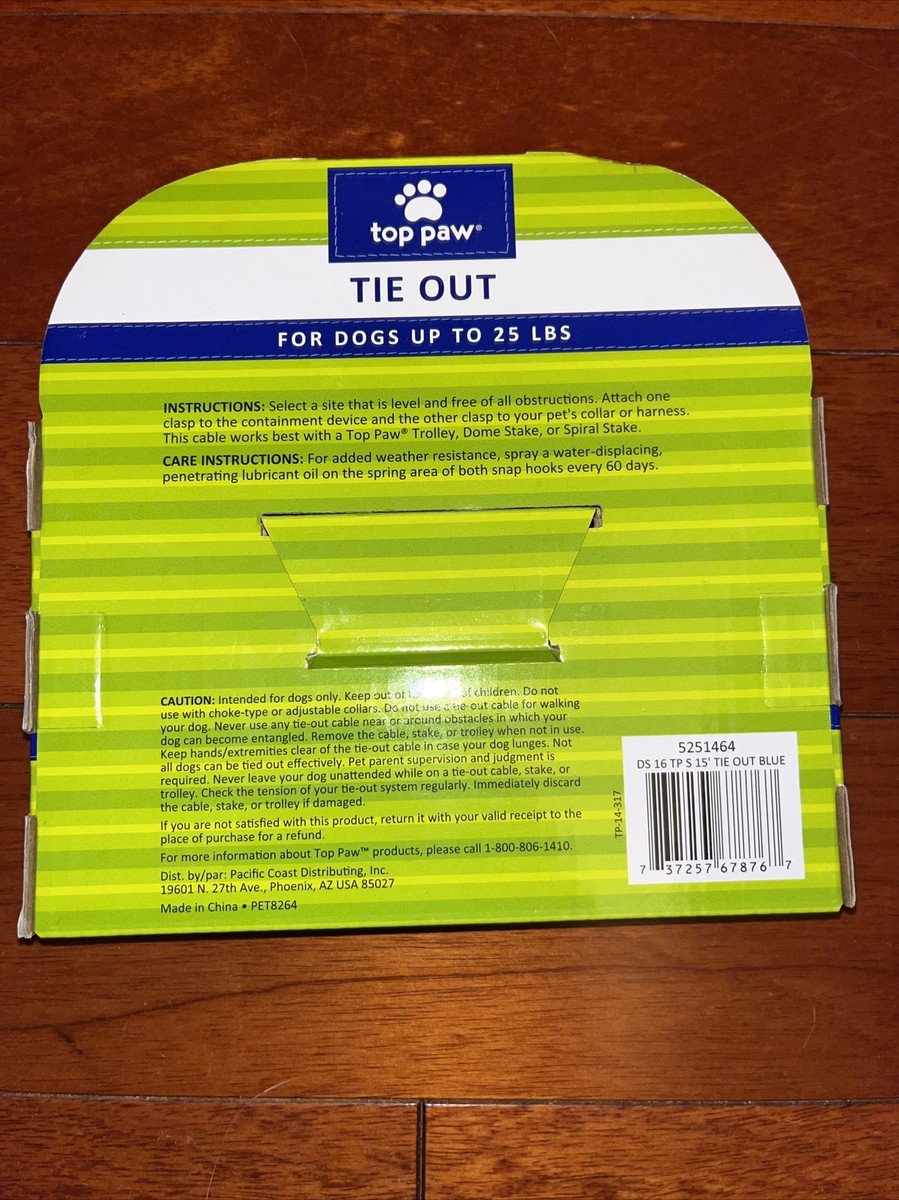 top paw®
TIE OUT
FOR DOGS UP TO 25 LBS
INSTRUCTIONS: Select a site that is level and free of all obstructions. Attach one
clasp to the containment device and the other clasp to your pet's collar or harness.
This cable works best with a Top Paw® Trolley, Dome Stake, or Spiral Stake.
CARE INSTRUCTIONS: For added weather resistance, spray a water-displacing,
penetrating lubricant oil on the spring area of both snap hooks every 60 days.
CAUTION: Intended for dogs only. Keep out of of children. Do not
use with choke-type or adjustable collars. Do not use a tie-out cable for walking
your dog. Never use any tie-out cable near or around obstacles in which your
dog can become entangled. Remove the cable, stake, or trolley when not in use.
Keep hands/extremities clear of the tie-out cable in case your dog lunges. Not
all dogs can be tied out effectively. Pet parent supervision and judgment is
required. Never leave your dog unattended while on a tie-out cable, stake, or
trolley. Check the tension of your tie-out system regularly. Immediately discard
the cable, stake, or trolley if damaged.
If you are not satisfied with this product, return it with your valid receipt to the
place of purchase for a refund.
For more information about Top Paw™ products, please call 1-800-806-1410.
Dist. by/par: Pacific Coast Distributing, Inc.
19601 N. 27th Ave., Phoenix, AZ USA 85027
Made in China • PET8264
TP-14-317
5251464
DS 16 TP S 15' TIE OUT BLUE
7 37257 67876 7